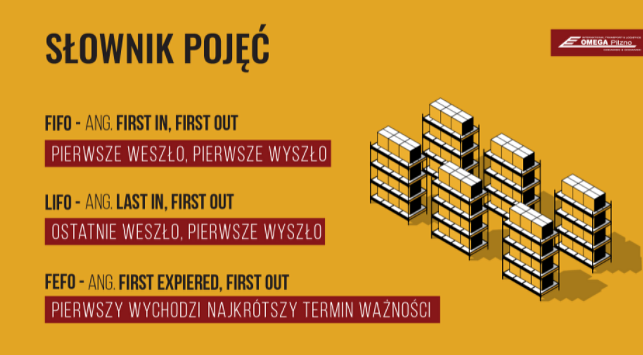 SŁOWNIK POJĘĆ
OMEGA Pilzno
FIFO - ANG. FIRST IN, FIRST OUT
PIERWSZE WESZŁO, PIERWSZE WYSZŁO
LIFO - ANG. LAST IN, FIRST OUT
OSTATNIE WESZŁO, PIERWSZE WYSZŁO
FEFO - ANG. FIRST EXPIERED, FIRST OUT
PIERWSZY WYCHODZI NAJKRÓTSZY TERMIN WAŻNOŚCI